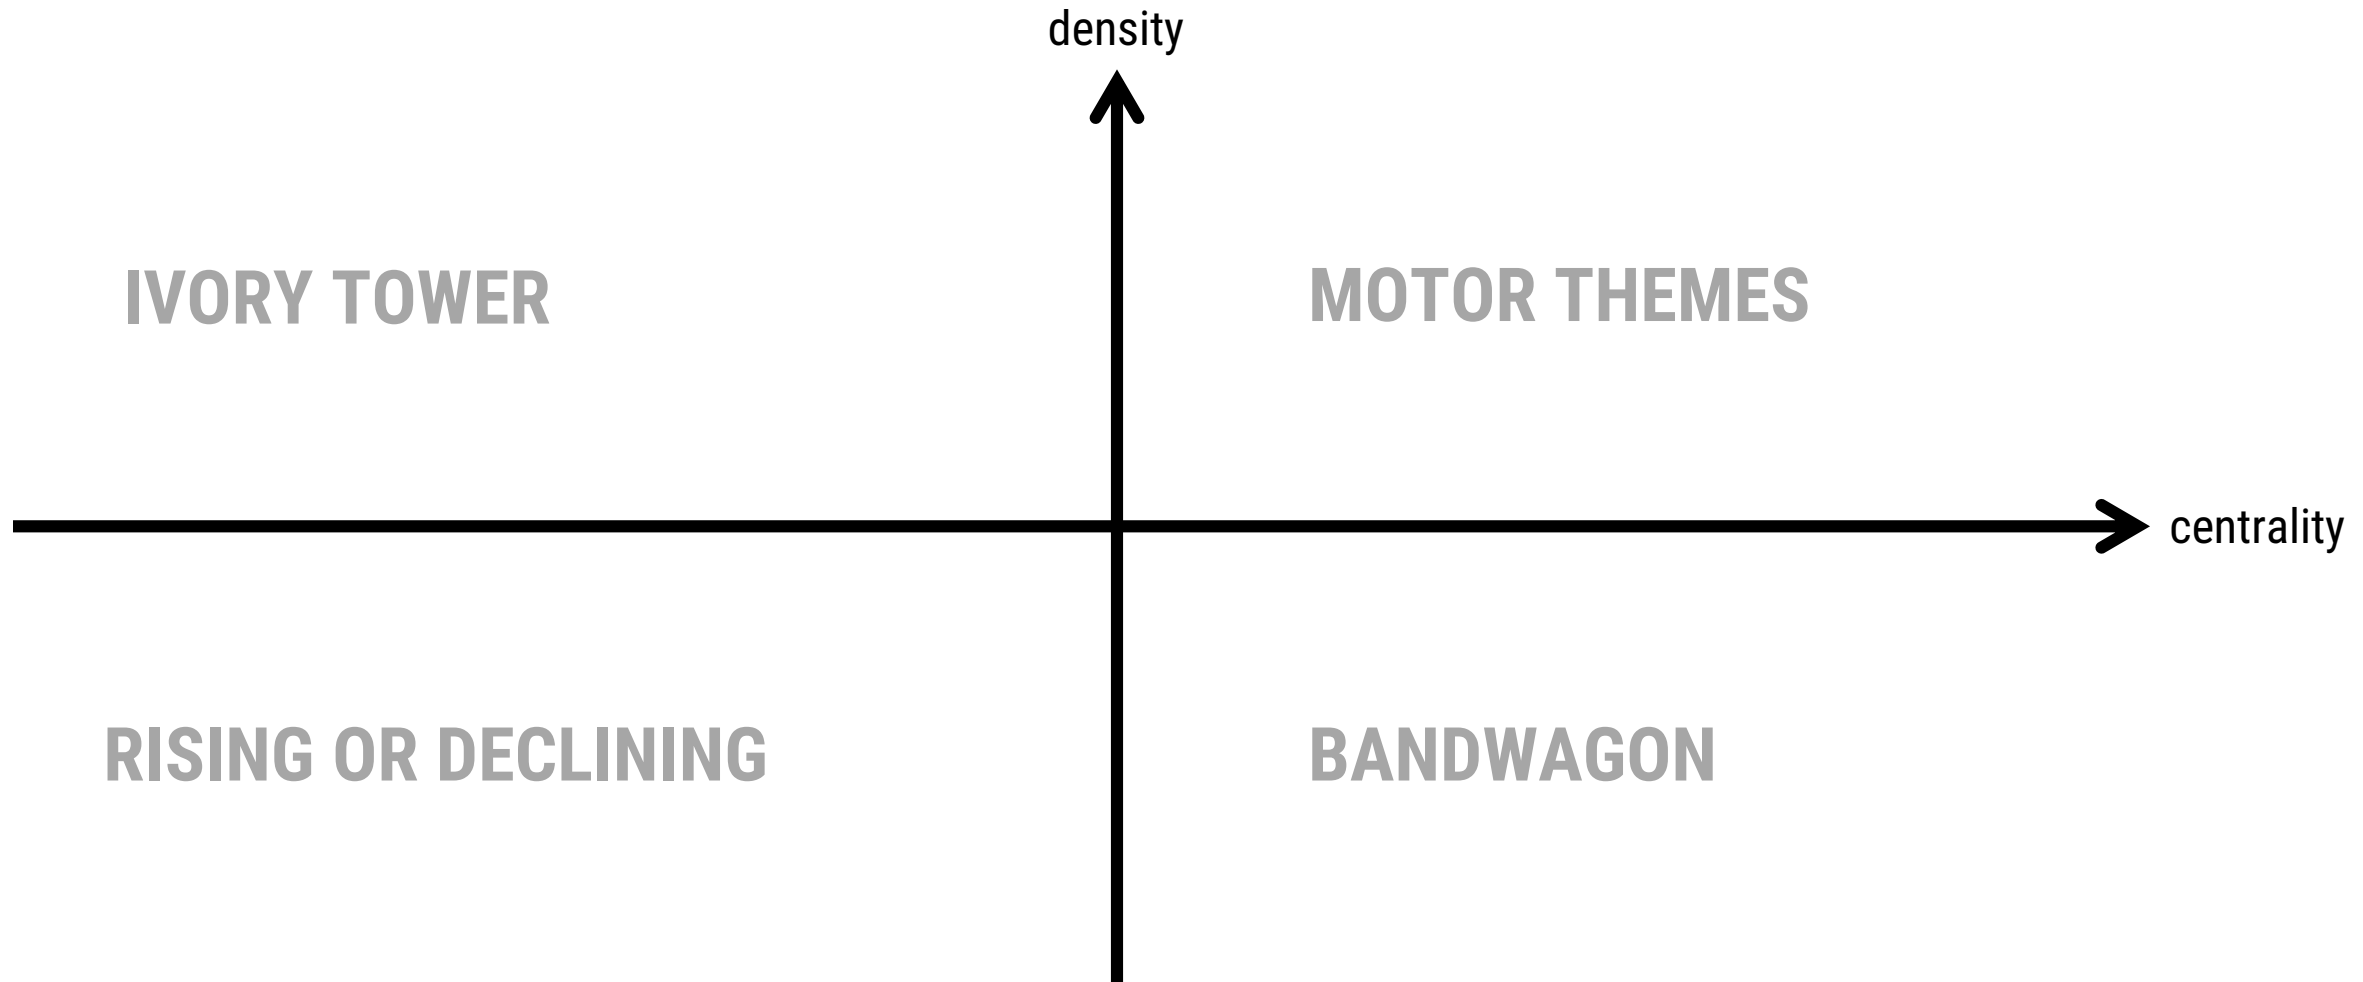 density
IVORY TOWER
MOTOR THEMES
centrality
RISING OR DECLINING
BANDWAGON